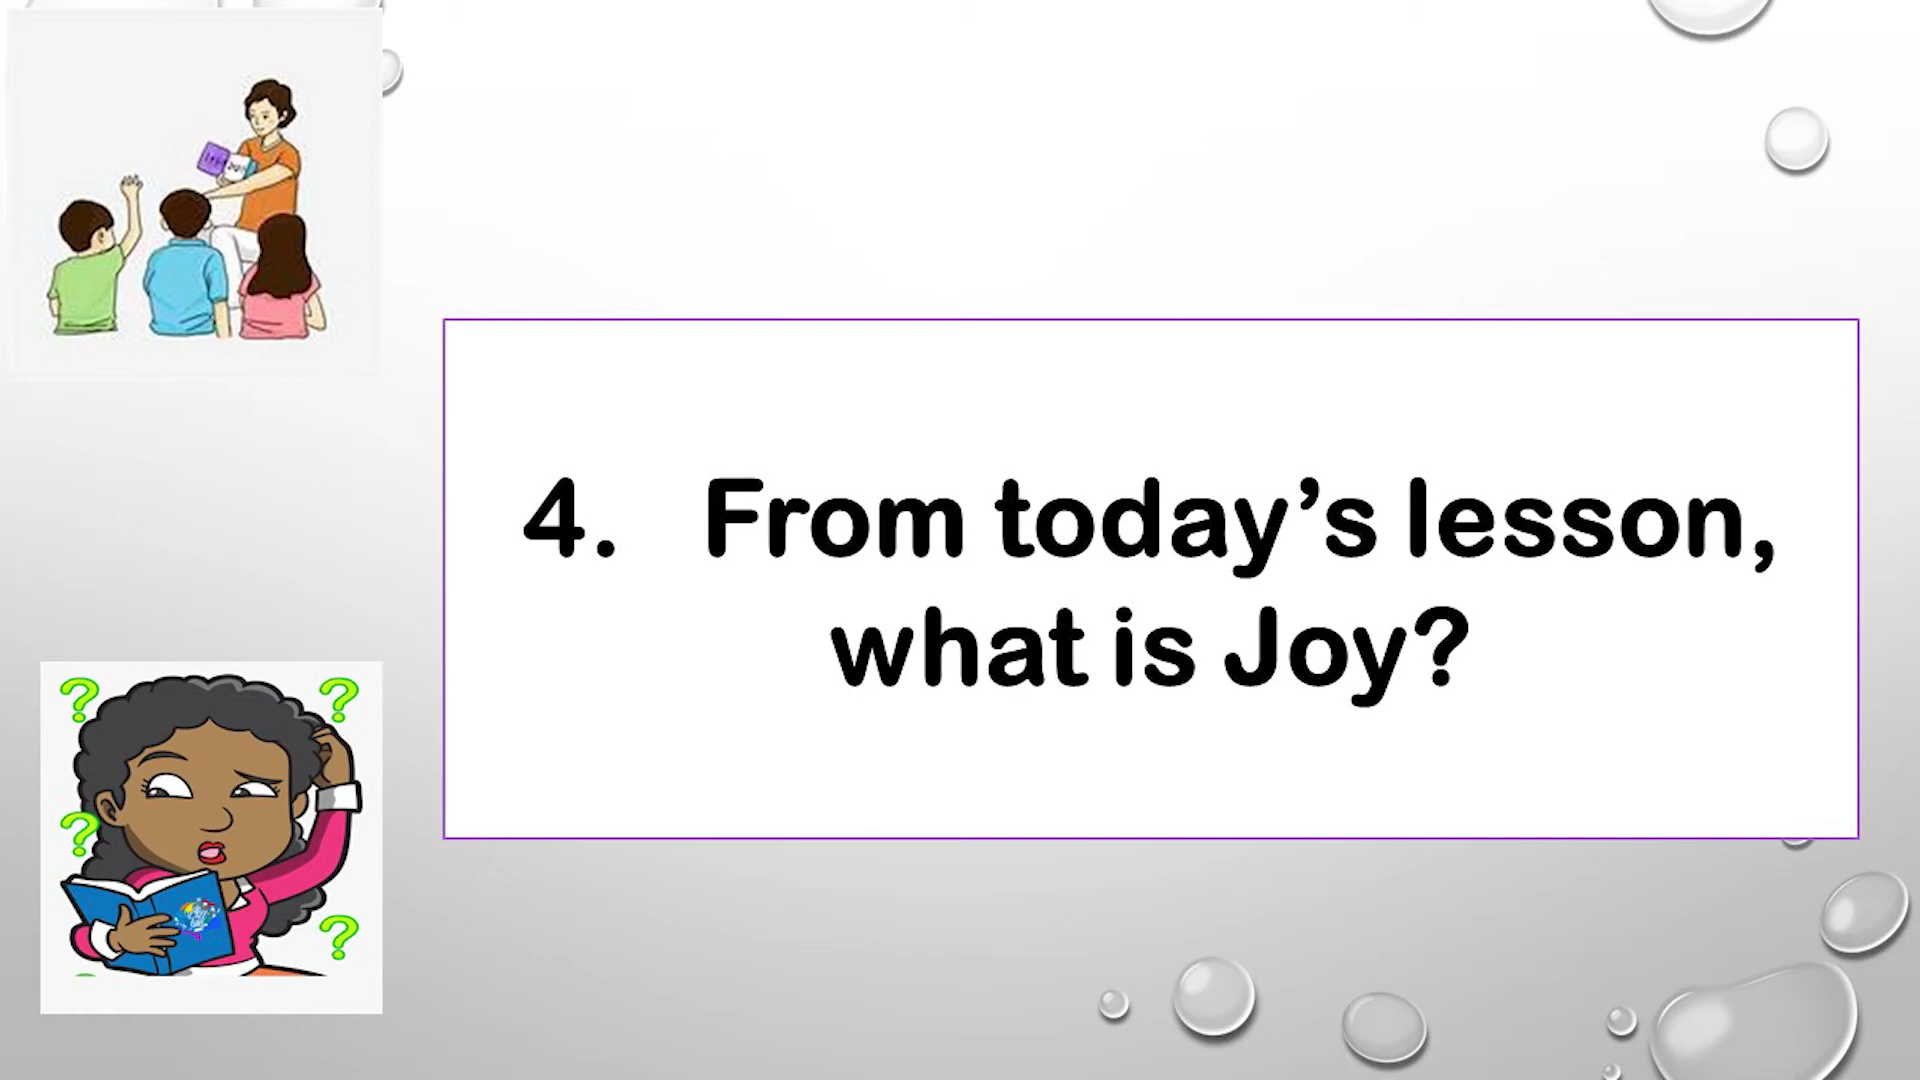 4. From today’s lesson,
what is Joy?
? ?
?
?